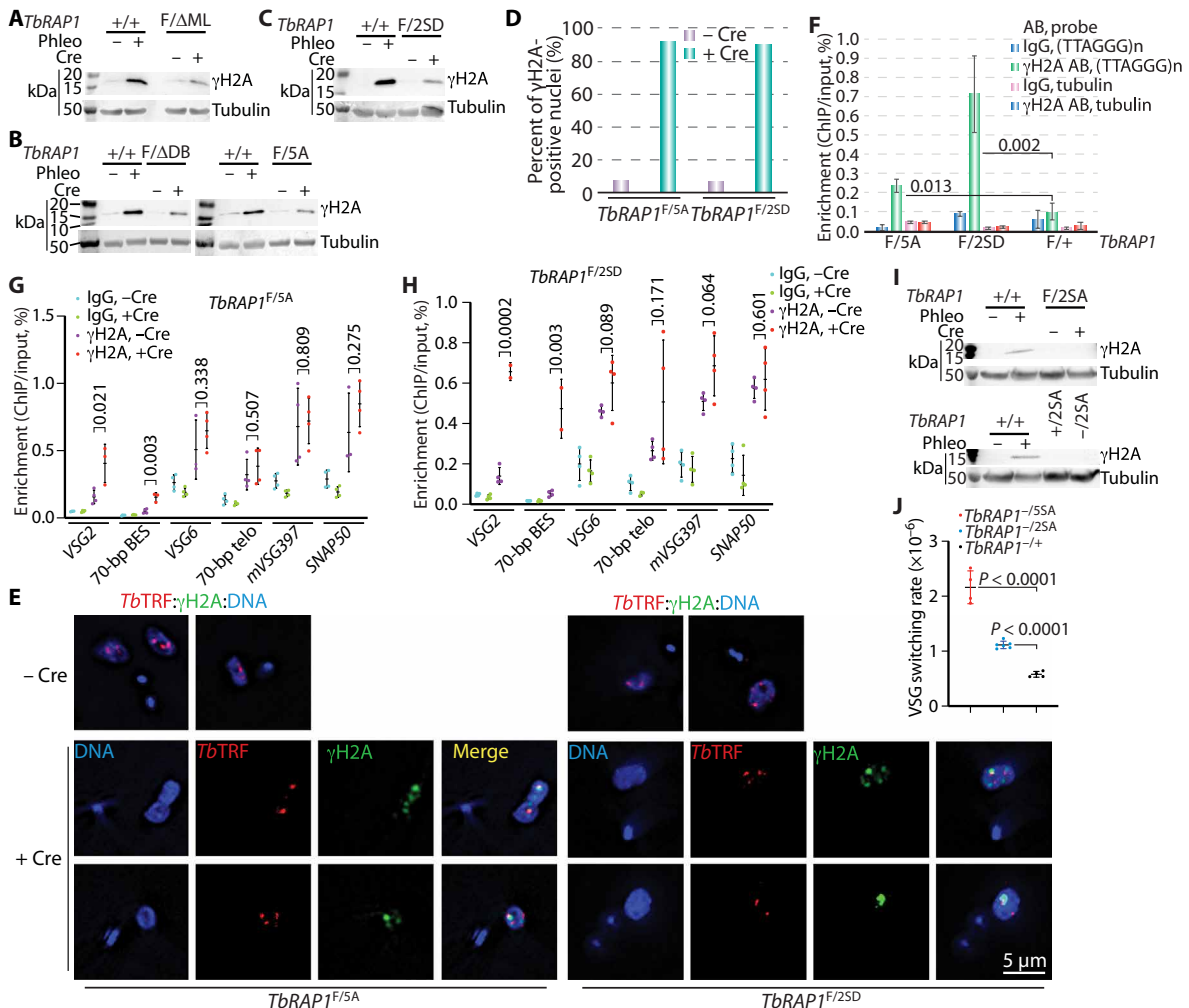 A
TbRAP1 +/+ F/ΔML
Phleo – +
Cre – +
20
15
kDa
50
γH2A
Tubulin
C
TbRAP1 +/+ F/2SD
Phleo – +
Cre – +
20
15
kDa
50
γH2A
Tubulin
B
TbRAP1 +/+ F/ΔDB +/+ F/5A
Phleo – + – +
Cre – + – +
20
15
kDa
50
γH2A
Tubulin
D
Percent of γH2A-
positive nuclei (%)
100
80
60
40
20
0
– Cre
+ Cre
TbRAP1F/5A TbRAP1F/2SD
F
AB, probe
IgG, (TTAGGG)n
γH2A AB, (TTAGGG)n
IgG, tubulin
γH2A AB, tubulin
Enrichment (ChIP/input, %)
1.0
0.9
0.8
0.7
0.6
0.5
0.4
0.3
0.2
0.1
0
0.002
0.013
F/5A F/2SD F/+ TbRAP1
G
IgG, –Cre
IgG, +Cre
γH2A, –Cre
γH2A, +Cre
TbRAP1F/5A
Enrichment (ChIP/input, %)
1.5
1.0
0.5
0.0
0.021
0.003
0.338
0.507
0.809
0.275
VSG2 70-bp BES VSG6 70-bp telo mVSG397 SNAP50
H
TbRAP1F/2SD
IgG, –Cre
IgG, +Cre
γH2A, –Cre
γH2A, +Cre
Enrichment (ChIP/input, %)
1.0
0.8
0.6
0.4
0.2
0.0
0.0002
0.003
0.089
0.171
0.064
0.601
VSG2 70-bp BES VSG6 70-bp telo mVSG397 SNAP50
I
TbRAP1 +/+ F/2SA
Phleo – +
Cre – +
20
15
kDa
50
γH2A
Tubulin
TbRAP1 +/+ +/2SA –/2SA
Phleo – +
kDa
15
50
γH2A
Tubulin
J
TbRAP1–/5SA
TbRAP1–/2SA
TbRAP1–/+
VSG switching rate (×10–6)
3
2
1
0
P < 0.0001
P < 0.0001
E
TbTRF:γH2A:DNA TbTRF:γH2A:DNA
– Cre
DNA TbTRF γH2A Merge DNA TbTRF γH2A
+ Cre
5 μm
TbRAP1F/5A TbRAP1F/2SD